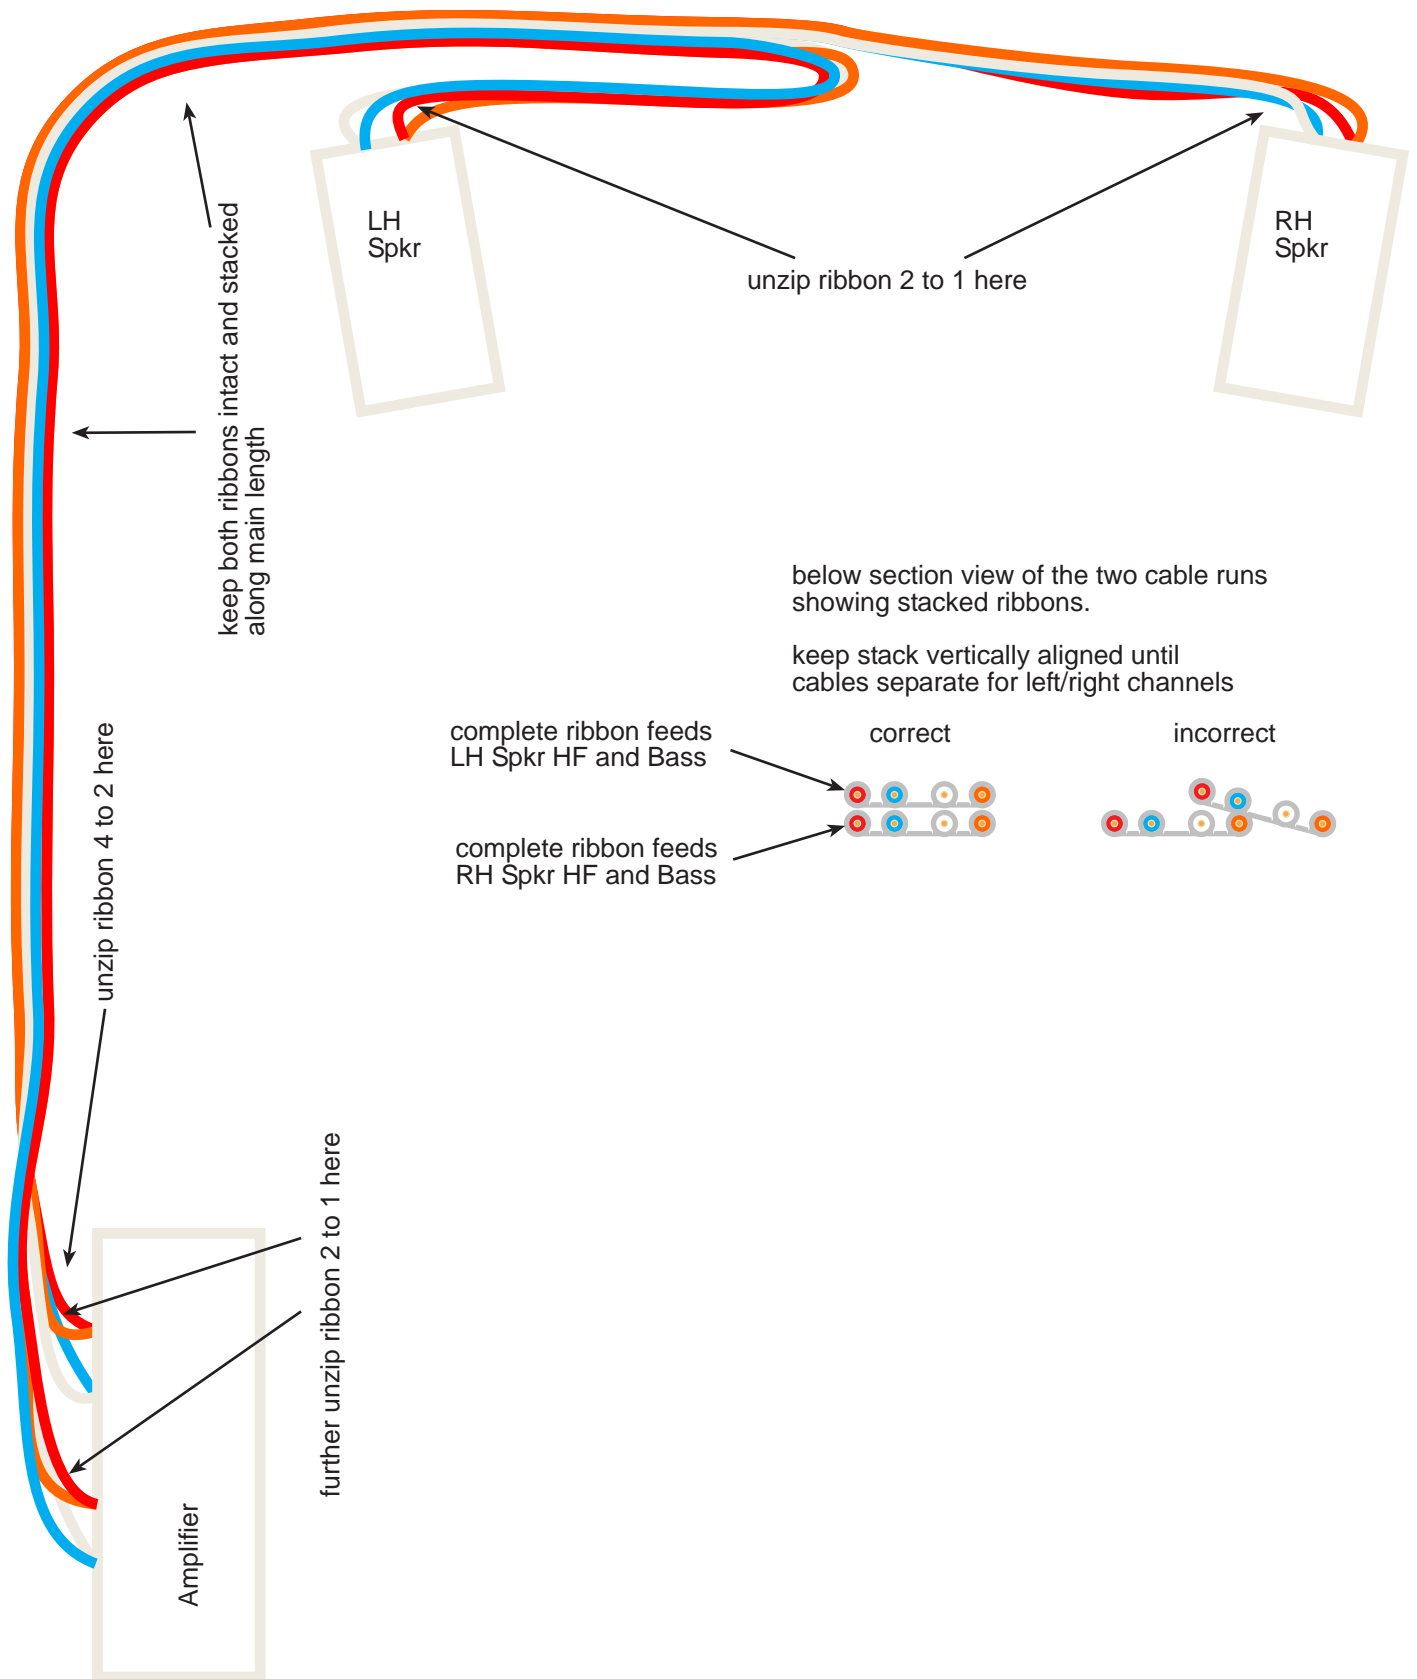 LH
Spkr
RH
Spkr
unzip ribbon 2 to 1 here
keep both ribbons intact and stacked
along main length
below section view of the two cable runs
showing stacked ribbons.
keep stack vertically aligned until
cables separate for left/right channels
correct
incorrect
complete ribbon feeds
LH Spkr HF and Bass
complete ribbon feeds
RH Spkr HF and Bass
unzip ribbon 4 to 2 here
further unzip ribbon 2 to 1 here
Amplifier